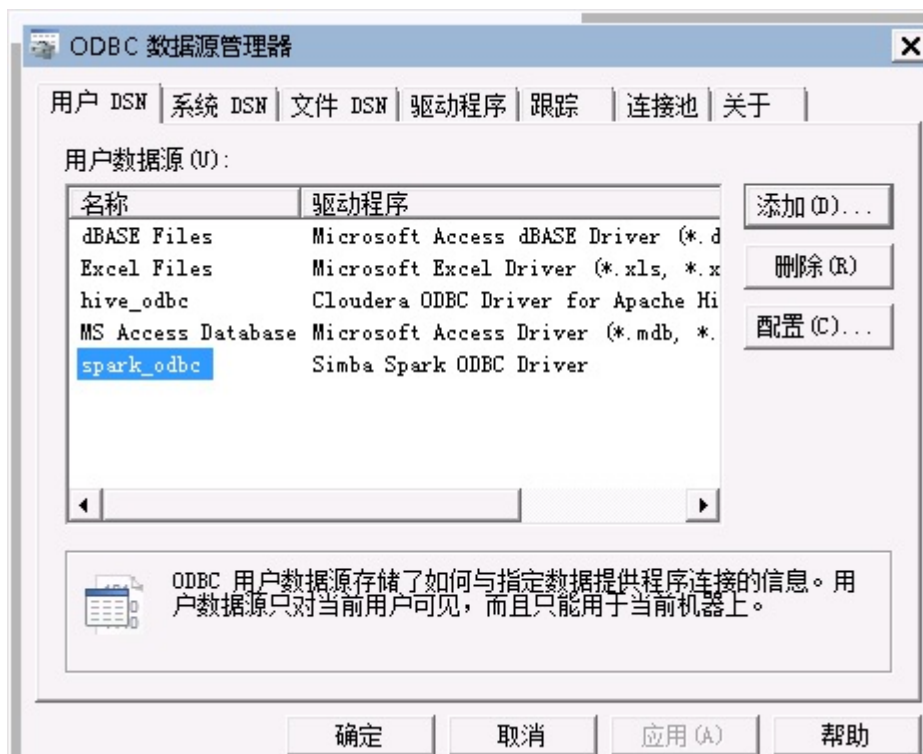 ODBC 数据源管理器
用户 DSN 系统 DSN 文件 DSN 驱动程序 跟踪 连接池 关于
用户数据源(U):
名称 驱动程序
添加(D)...
dBASE Files Microsoft Access dBASE Driver (*.d
Excel Files Microsoft Excel Driver (*.xls, *.x
删除(R)
hive_odbc Cloudera ODBC Driver for Apache Hi
MS Access Database Microsoft Access Driver (*.mdb, *.
配置(C)...
spark_odbc Simba Spark ODBC Driver
ODBC 用户数据源存储了如何与指定数据提供程序连接的信息。用
户数据源只对当前用户可见，而且只能用于当前机器上。
确定 取消 应用(A) 帮助